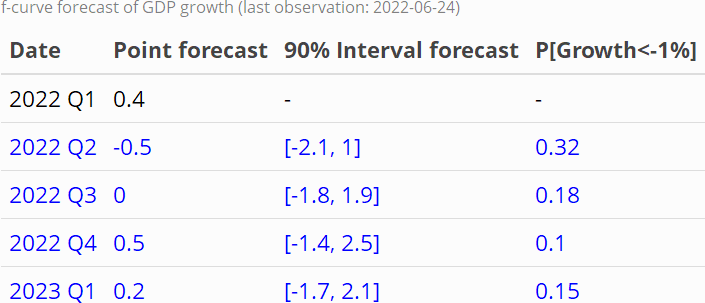 f-curve forecast of GDP growth (last observation: 2022-06-24)
Date Point forecast 90% Interval forecast P[Growth<-1%]
2022 Q1 0.4 - -
2022 Q2 -0.5 [-2.1, 1] 0.32
2022 Q3 0 [-1.8, 1.9] 0.18
2022 Q4 0.5 [-1.4, 2.5] 0.1
2023 Q1 0.2 [-1.7, 2.1] 0.15